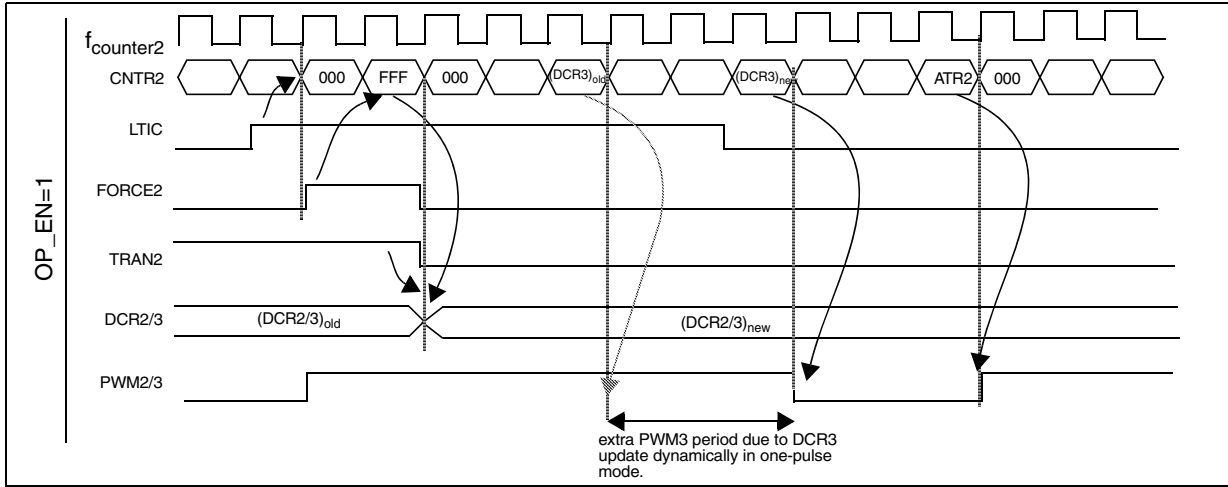 OP_EN=1
fcounter2
CNTR2 000 FFF 000 (DCR3)old (DCR3)new ATR2 000
LTIC
FORCE2
TRAN2
DCR2/3 (DCR2/3)old (DCR2/3)new
PWM2/3
extra PWM3 period due to DCR3
update dynamically in one-pulse
mode.